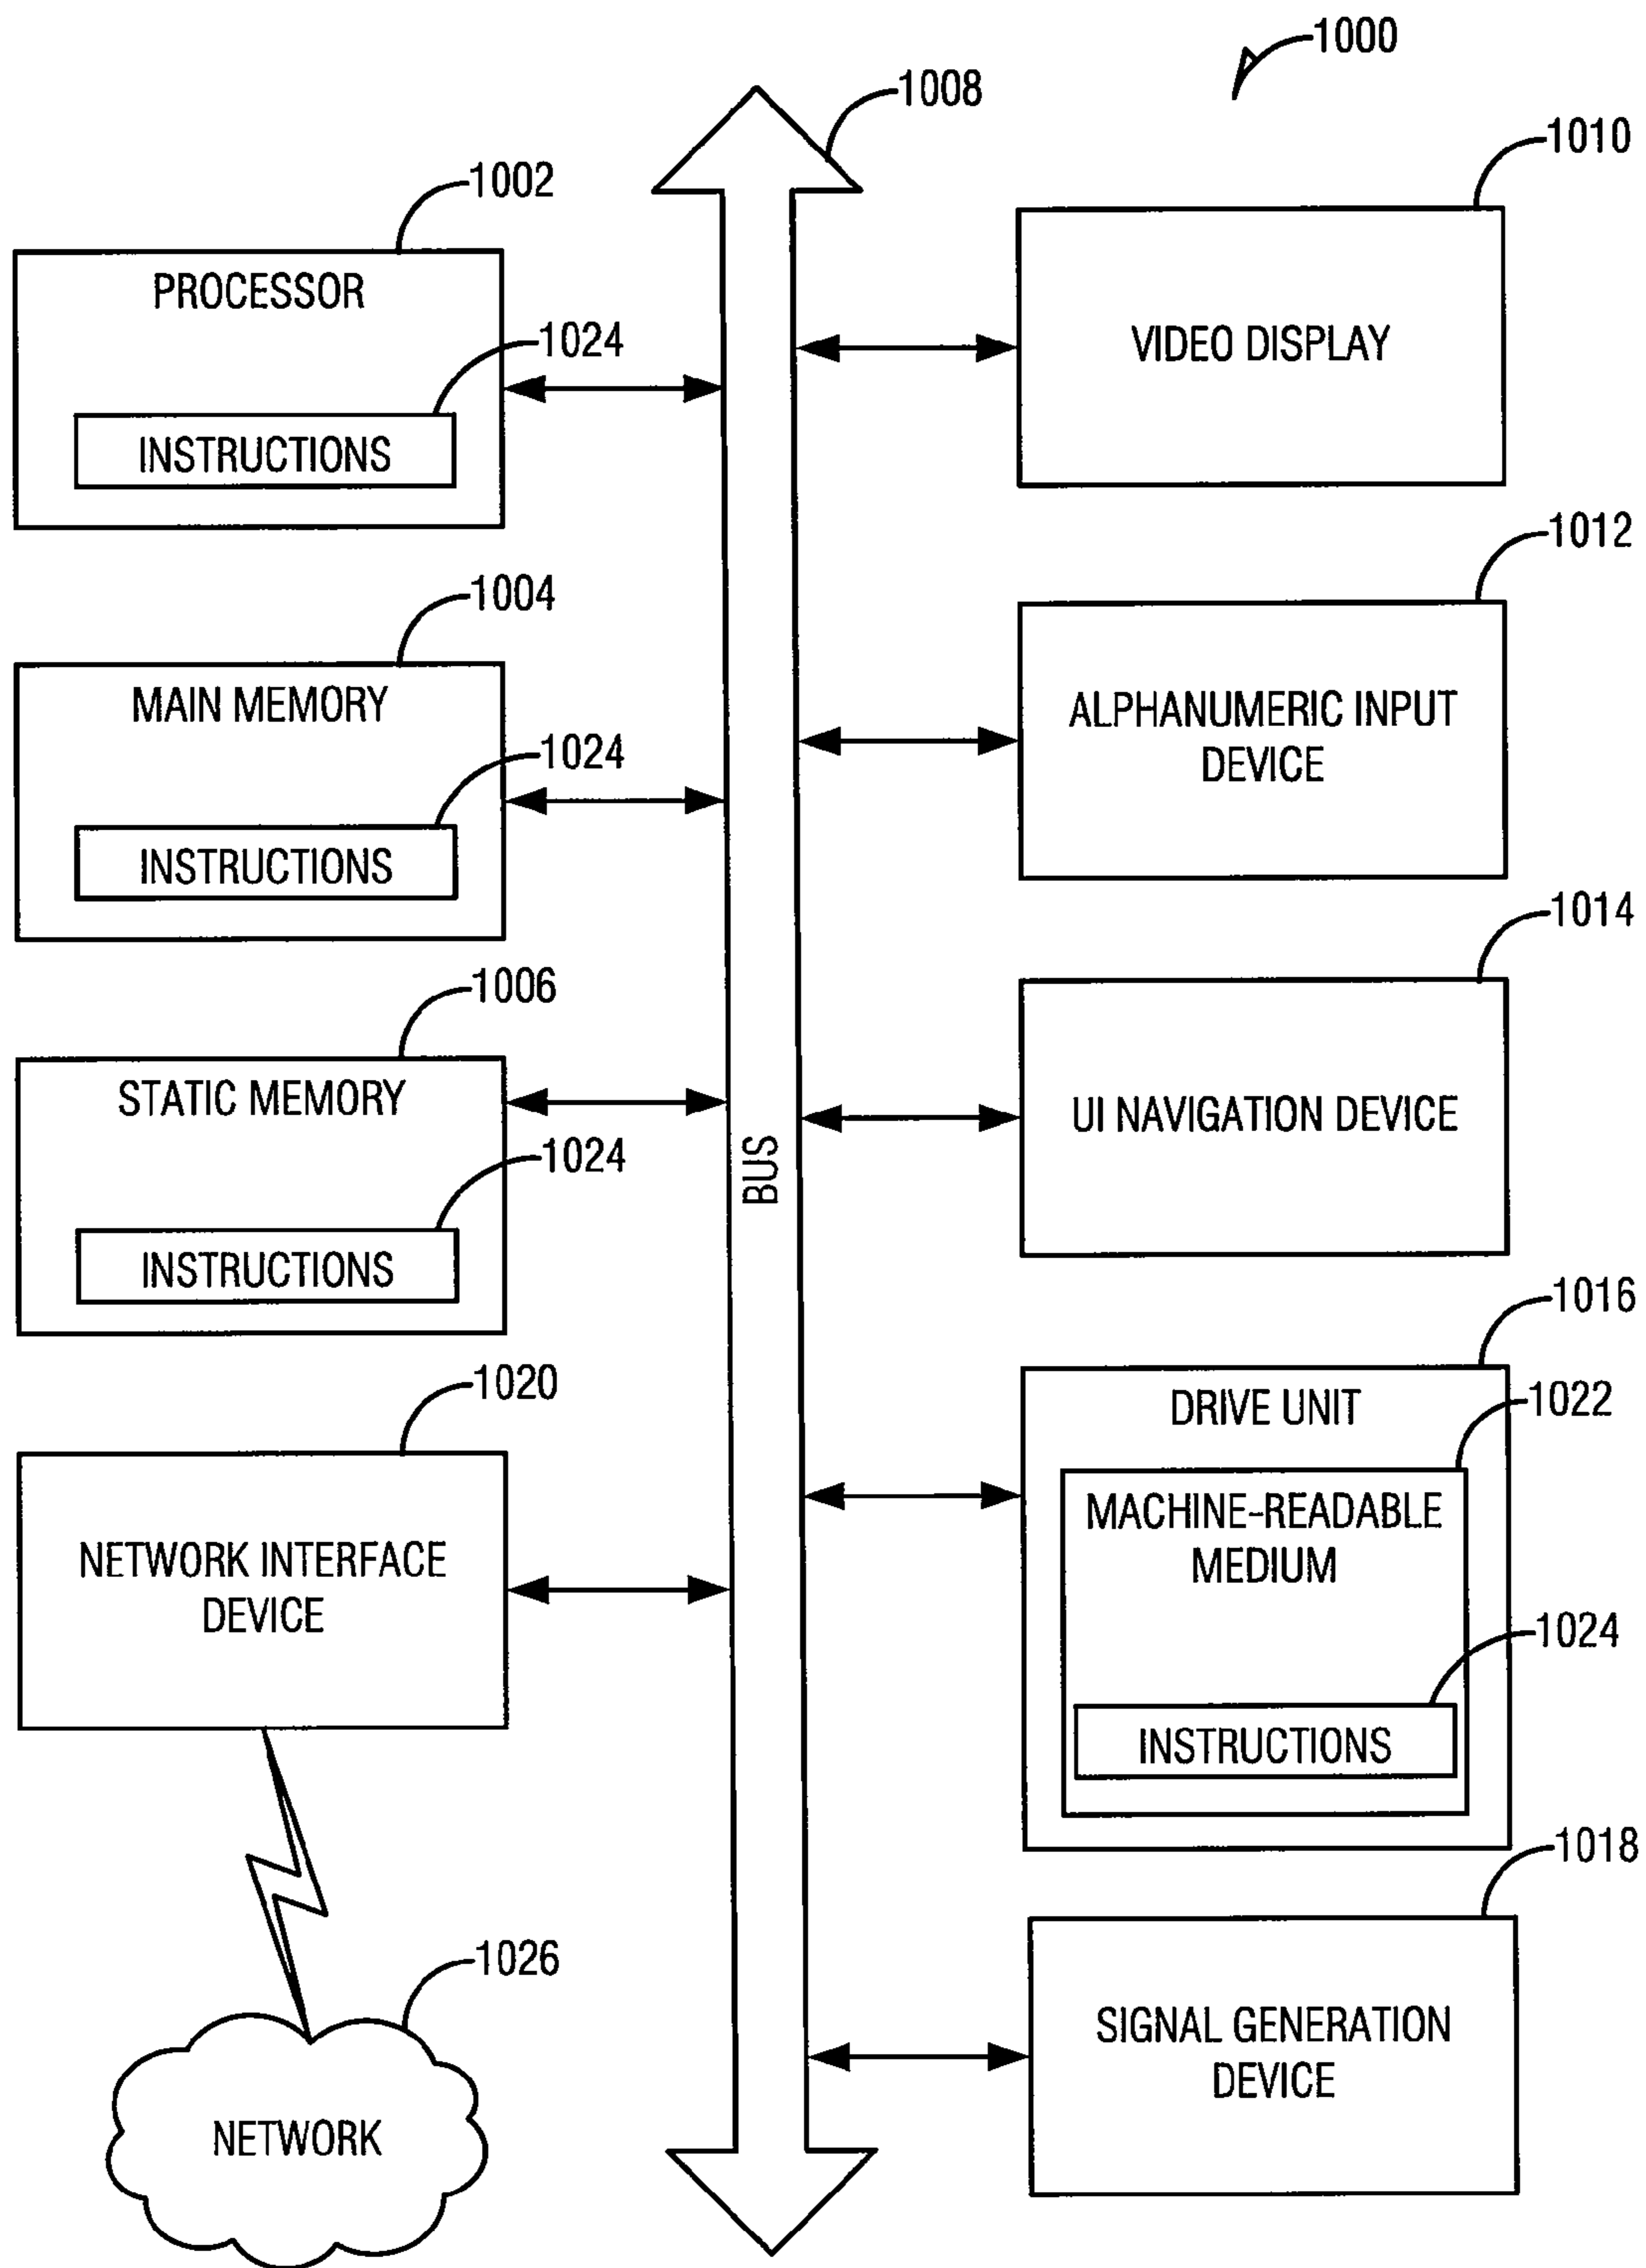 1000
1008
1010
1002
PROCESSOR
1024
INSTRUCTIONS
VIDEO DISPLAY
1012
1004
MAIN MEMORY
1024
INSTRUCTIONS
ALPHANUMERIC INPUT
DEVICE
1014
1006
STATIC MEMORY
1024
INSTRUCTIONS
BUS
UI NAVIGATION DEVICE
1016
1020
NETWORK INTERFACE
DEVICE
DRIVE UNIT
1022
MACHINE-READABLE
MEDIUM
1024
INSTRUCTIONS
1018
1026
NETWORK
SIGNAL GENERATION
DEVICE